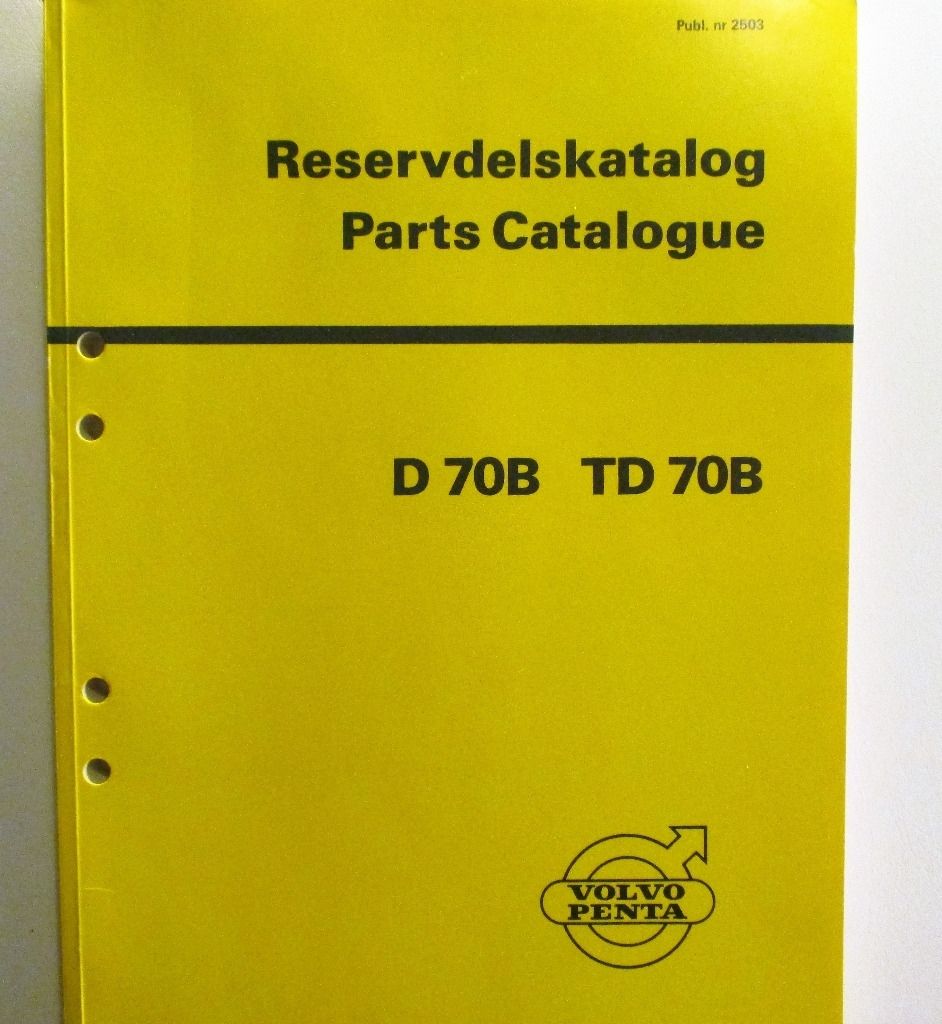 Publ. nr 2503
Reservdelskatalog
Parts Catalogue
D 70B TD 70B
VOLVO
PENTA